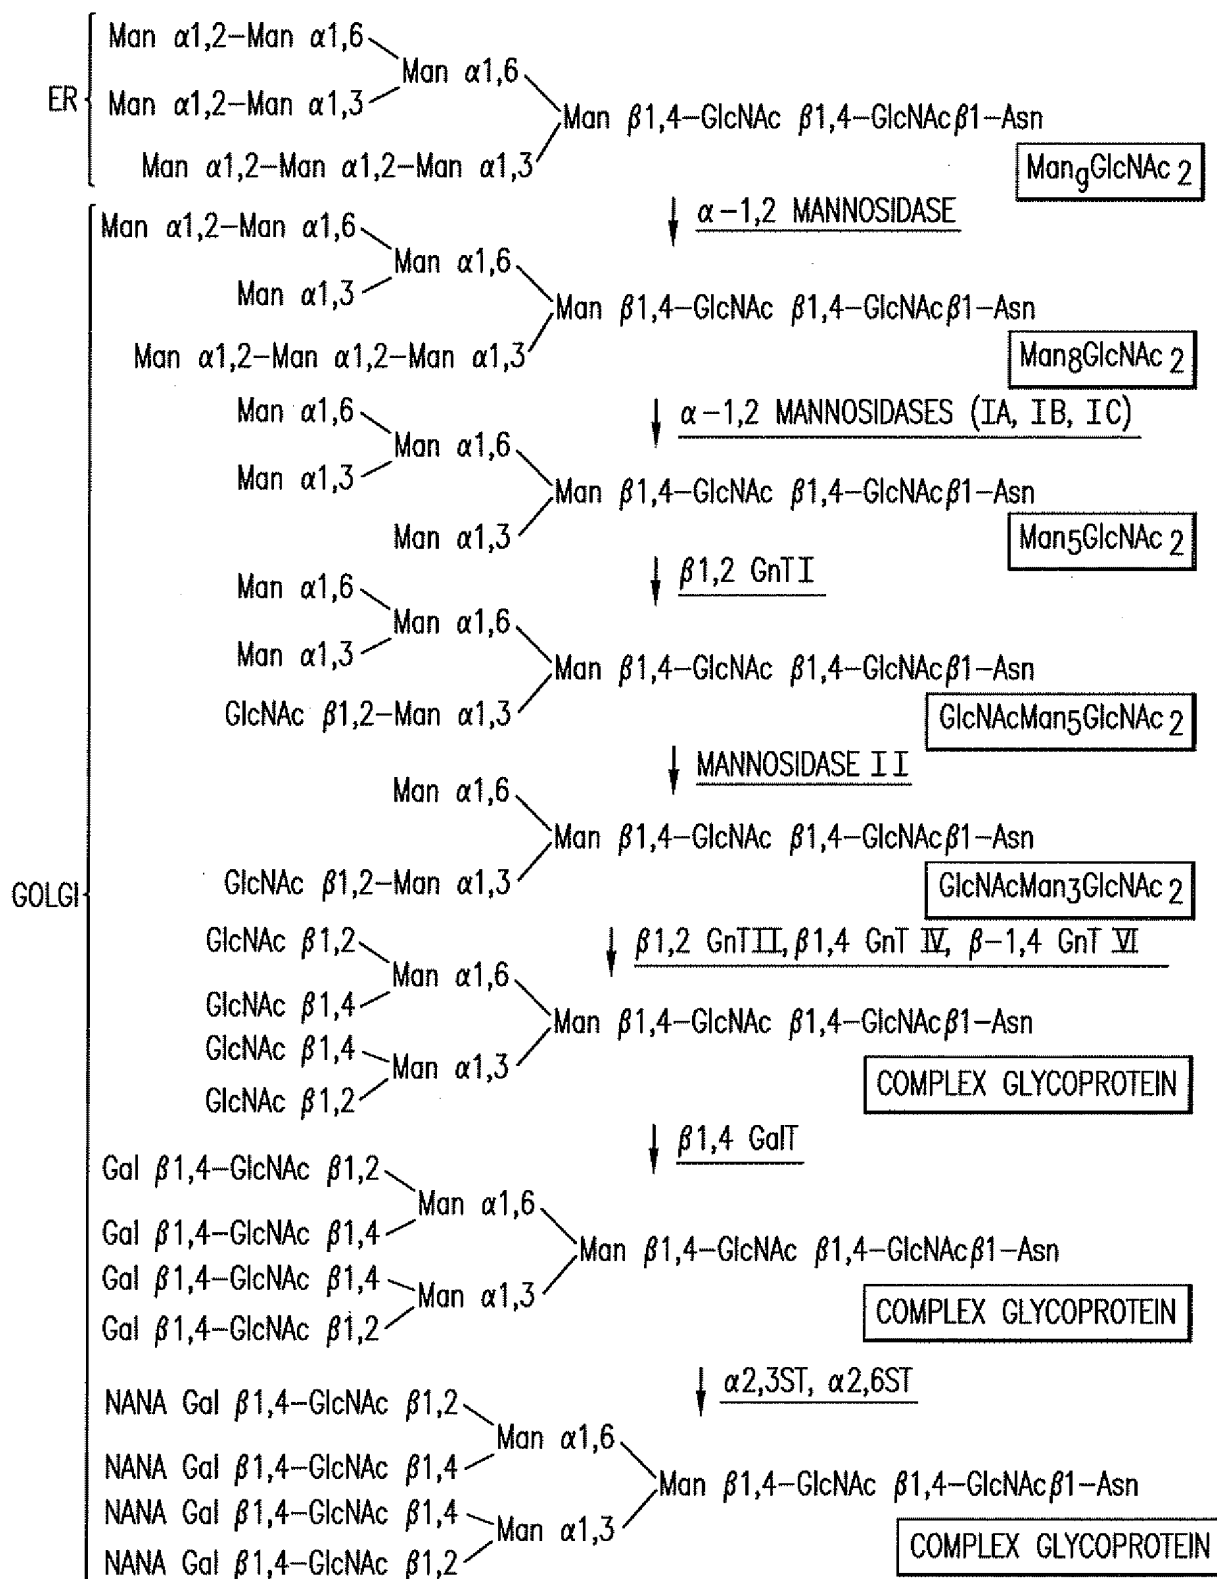 Man α1,2–Man α1,6
Man α1,6
ER
Man α1,2–Man α1,3
Man β1,4–GlcNAc β1,4–GlcNAcβ1–Asn
Man α1,2–Man α1,2–Man α1,3
Man9GlcNAc2
α–1,2 MANNOSIDASE
Man α1,2–Man α1,6
Man α1,6
Man α1,3
Man β1,4–GlcNAc β1,4–GlcNAcβ1–Asn
Man α1,2–Man α1,2–Man α1,3
Man8GlcNAc2
α–1,2 MANNOSIDASES (IA, IB, IC)
Man α1,6
Man α1,6
Man α1,3
Man β1,4–GlcNAc β1,4–GlcNAcβ1–Asn
Man α1,3
Man5GlcNAc2
β1,2 GnTI
Man α1,6
Man α1,6
Man α1,3
Man β1,4–GlcNAc β1,4–GlcNAcβ1–Asn
GlcNAc β1,2–Man α1,3
GlcNAcMan5GlcNAc2
MANNOSIDASE II
Man α1,6
Man β1,4–GlcNAc β1,4–GlcNAcβ1–Asn
GlcNAc β1,2–Man α1,3
GlcNAcMan3GlcNAc2
GOLGI
β1,2 GnTII, β1,4 GnT IV, β–1,4 GnT VI
GlcNAc β1,2
Man α1,6
GlcNAc β1,4
Man β1,4–GlcNAc β1,4–GlcNAcβ1–Asn
GlcNAc β1,4
Man α1,3
GlcNAc β1,2
COMPLEX GLYCOPROTEIN
β1,4 GalT
Gal β1,4–GlcNAc β1,2
Man α1,6
Gal β1,4–GlcNAc β1,4
Man β1,4–GlcNAc β1,4–GlcNAcβ1–Asn
Gal β1,4–GlcNAc β1,4
Man α1,3
Gal β1,4–GlcNAc β1,2
COMPLEX GLYCOPROTEIN
α2,3ST, α2,6ST
NANA Gal β1,4–GlcNAc β1,2
Man α1,6
NANA Gal β1,4–GlcNAc β1,4
Man β1,4–GlcNAc β1,4–GlcNAcβ1–Asn
NANA Gal β1,4–GlcNAc β1,4
Man α1,3
NANA Gal β1,4–GlcNAc β1,2
COMPLEX GLYCOPROTEIN